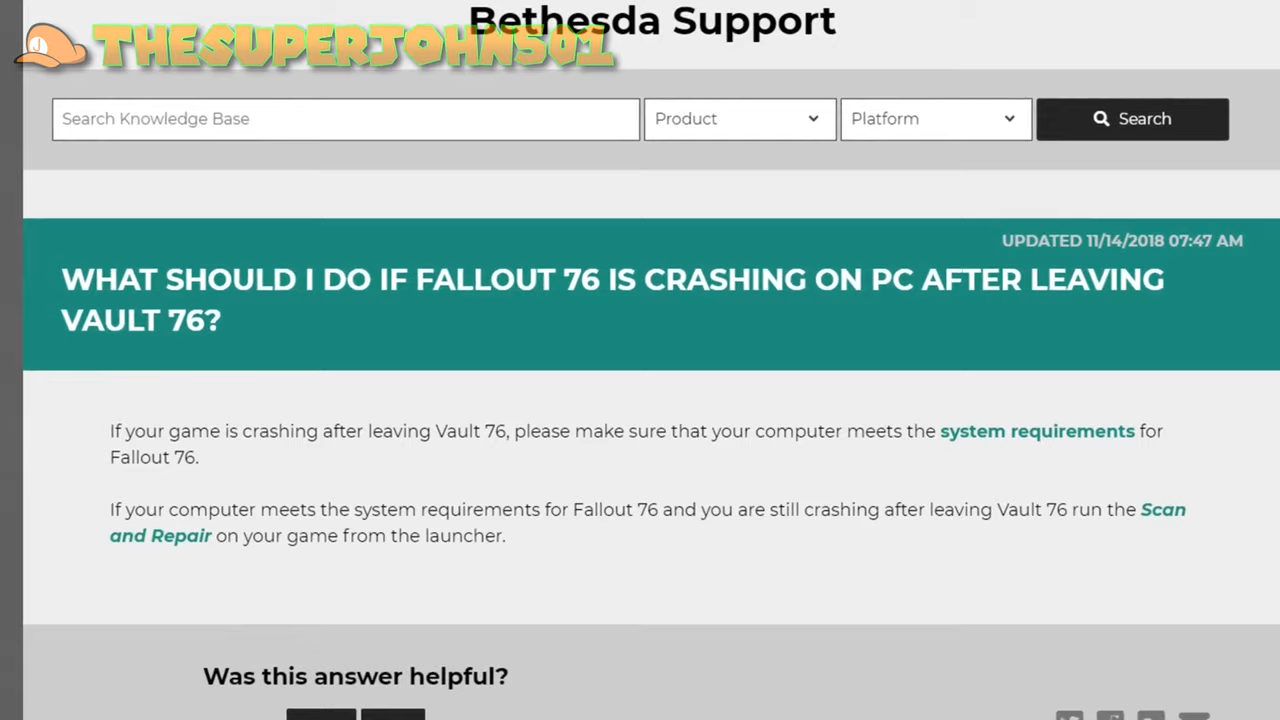 Bethesda Support
THESUPERJOHN501
Search Knowledge Base
Product
Platform
Search
UPDATED 11/14/2018 07:47 AM
WHAT SHOULD I DO IF FALLOUT 76 IS CRASHING ON PC AFTER LEAVING
VAULT 76?
If your game is crashing after leaving Vault 76, please make sure that your computer meets the system requirements for
Fallout 76.
If your computer meets the system requirements for Fallout 76 and you are still crashing after leaving Vault 76 run the Scan
and Repair on your game from the launcher.
Was this answer helpful?